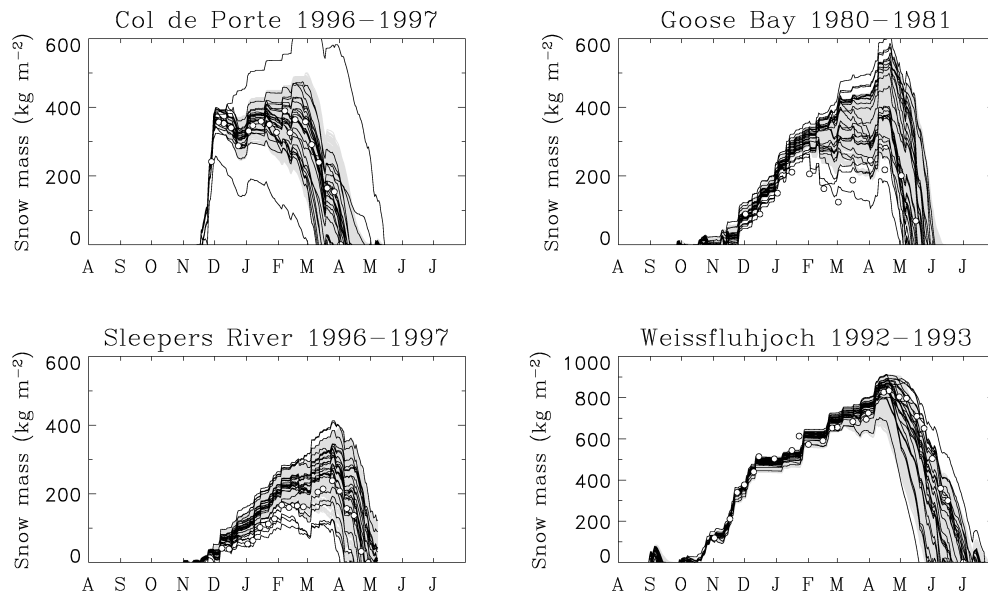 Col de Porte 1996−1997
Snow mass (kg m⁻²)
600
400
200
0
A S O N D J F M A M J J
Goose Bay 1980−1981
Snow mass (kg m⁻²)
600
400
200
0
A S O N D J F M A M J J
Sleepers River 1996−1997
Snow mass (kg m⁻²)
600
400
200
0
A S O N D J F M A M J J
Weissfluhjoch 1992−1993
Snow mass (kg m⁻²)
1000
800
600
400
200
0
A S O N D J F M A M J J